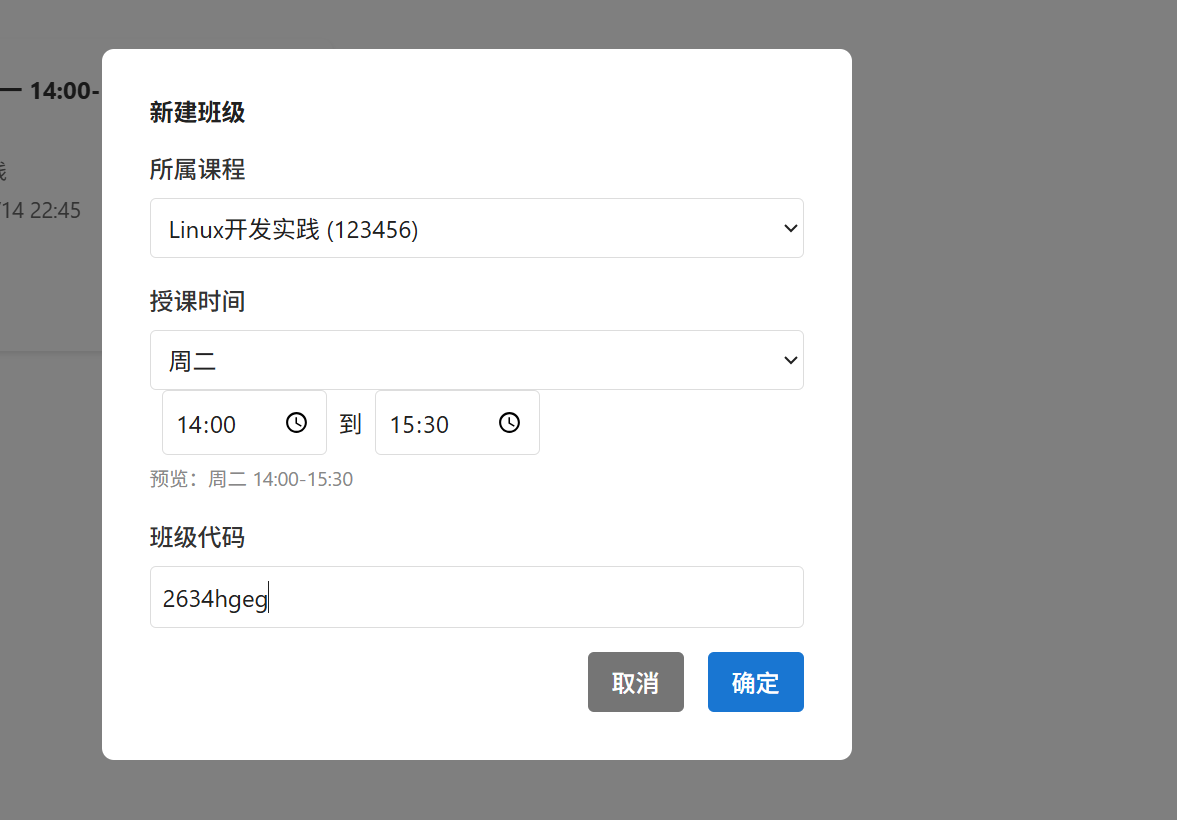 — 14:00-
14 22:45
新建班级
所属课程
Linux开发实践 (123456)
授课时间
周二
14:00 到 15:30
预览：周二 14:00-15:30
班级代码
2634hgeg
取消 确定